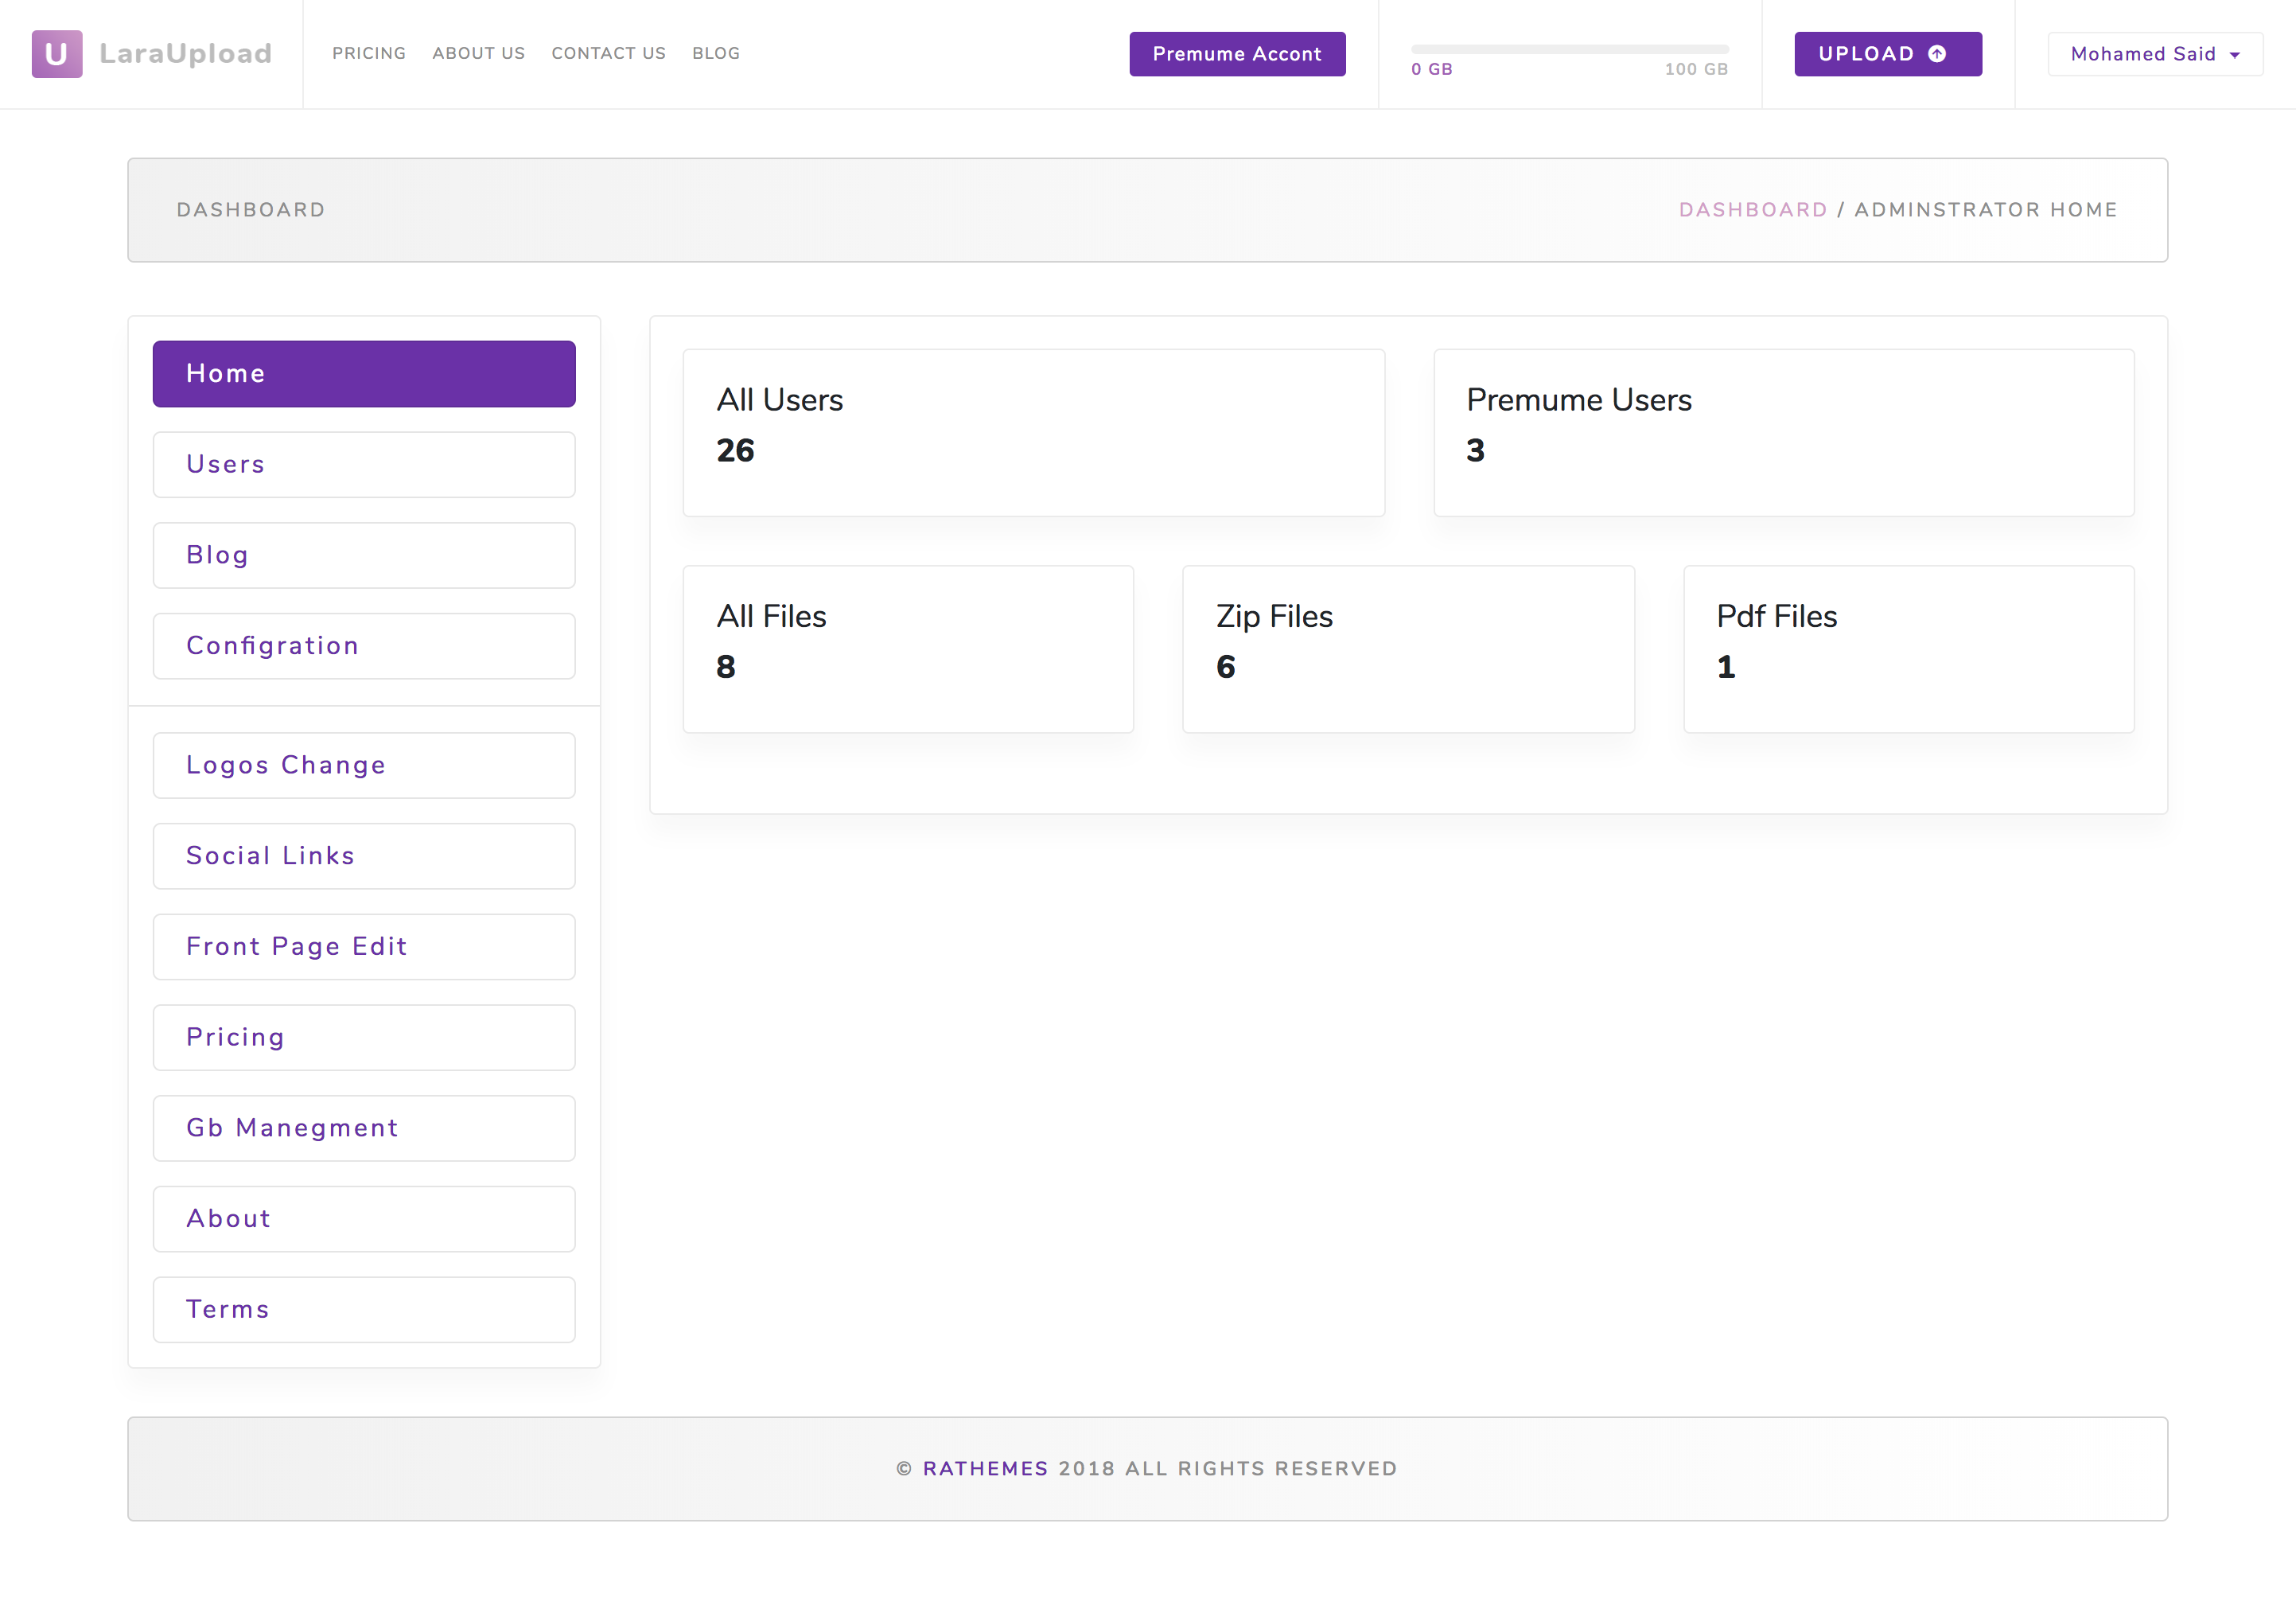 U LaraUpload
PRICING ABOUT US CONTACT US BLOG
Premume Accont
0 GB 100 GB
UPLOAD
Mohamed Said
DASHBOARD
DASHBOARD / ADMINSTRATOR HOME
Home
Users
Blog
Configration
Logos Change
Social Links
Front Page Edit
Pricing
Gb Manegment
About
Terms
All Users
26
Premume Users
3
All Files
8
Zip Files
6
Pdf Files
1
© RATHEMES 2018 ALL RIGHTS RESERVED